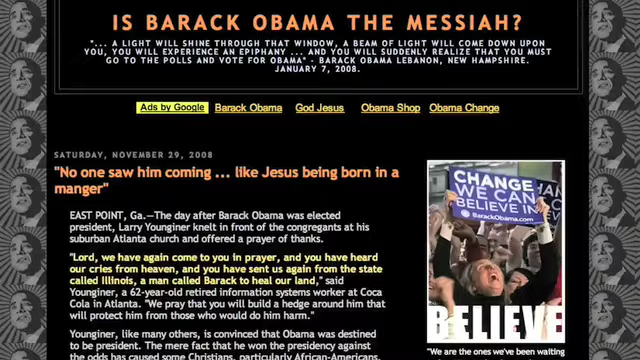 IS BARACK OBAMA THE MESSIAH?
"... A LIGHT WILL SHINE THROUGH THAT WINDOW, A BEAM OF LIGHT WILL COME DOWN UPON
YOU, YOU WILL EXPERIENCE AN EPIPHANY ... AND YOU WILL SUDDENLY REALIZE THAT YOU MUST
GO TO THE POLLS AND VOTE FOR OBAMA" - BARACK OBAMA LEBANON, NEW HAMPSHIRE.
JANUARY 7, 2008.
Ads by Google Barack Obama God Jesus Obama Shop Obama Change
SATURDAY, NOVEMBER 29, 2008
"No one saw him coming ... like Jesus being born in a
manger"
EAST POINT, Ga.—The day after Barack Obama was elected
president, Larry Younginer knelt in front of the congregants at his
suburban Atlanta church and offered a prayer of thanks.
"Lord, we have again come to you in prayer, and you have heard
our cries from heaven, and you have sent us again from the state
called Illinois, a man called Barack to heal our land," said
Younginer, a 62-year-old retired information systems worker at Coca
Cola in Atlanta. "We pray that you will build a hedge around him that
will protect him from those who would do him harm."
Younginer, like many others, is convinced that Obama was destined
to be president. The mere fact that he won the presidency against
the odds has caused some Christians, particularly African-Americans,
CHANGE
WE CAN
BELIEVE IN
BarackObama.com
BELIEVE
"We are the ones we've been waiting